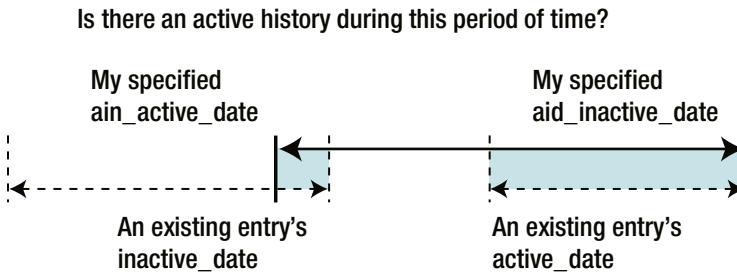 Is there an active history during this period of time?
My specified
ain_active_date
My specified
aid_inactive_date
An existing entry's
inactive_date
An existing entry's
active_date